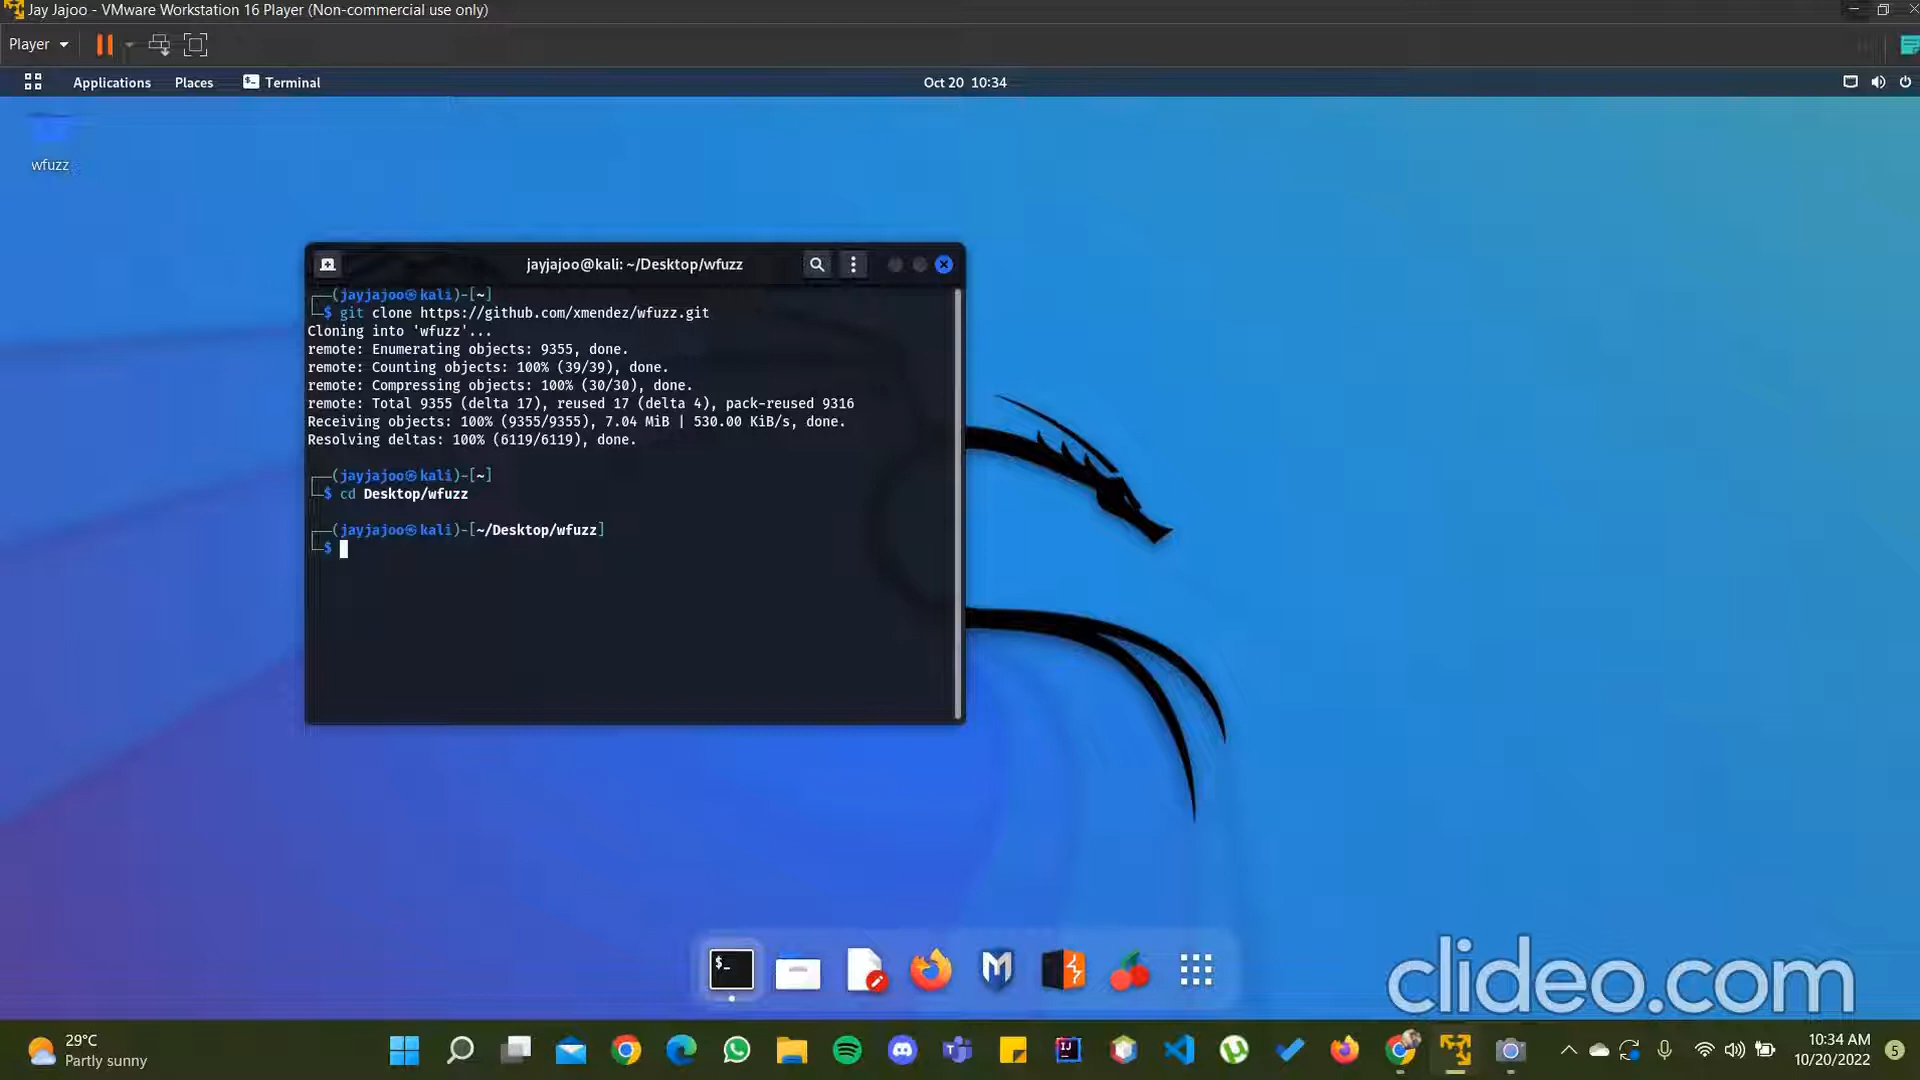 Jay Jajoo - VMware Workstation 16 Player (Non-commercial use only)
Player
Applications Places Terminal Oct 20 10:34
wfuzz
jayjajoo@kali: ~/Desktop/wfuzz
┌──(jayjajoo㉿kali)-[~]
└─$ git clone https://github.com/xmendez/wfuzz.git
Cloning into 'wfuzz'...
remote: Enumerating objects: 9355, done.
remote: Counting objects: 100% (39/39), done.
remote: Compressing objects: 100% (30/30), done.
remote: Total 9355 (delta 17), reused 17 (delta 4), pack-reused 9316
Receiving objects: 100% (9355/9355), 7.04 MiB | 530.00 KiB/s, done.
Resolving deltas: 100% (6119/6119), done.
┌──(jayjajoo㉿kali)-[~]
└─$ cd Desktop/wfuzz
┌──(jayjajoo㉿kali)-[~/Desktop/wfuzz]
└─$
$_
clideo.com
29°C
Partly sunny
10:34 AM
10/20/2022
5